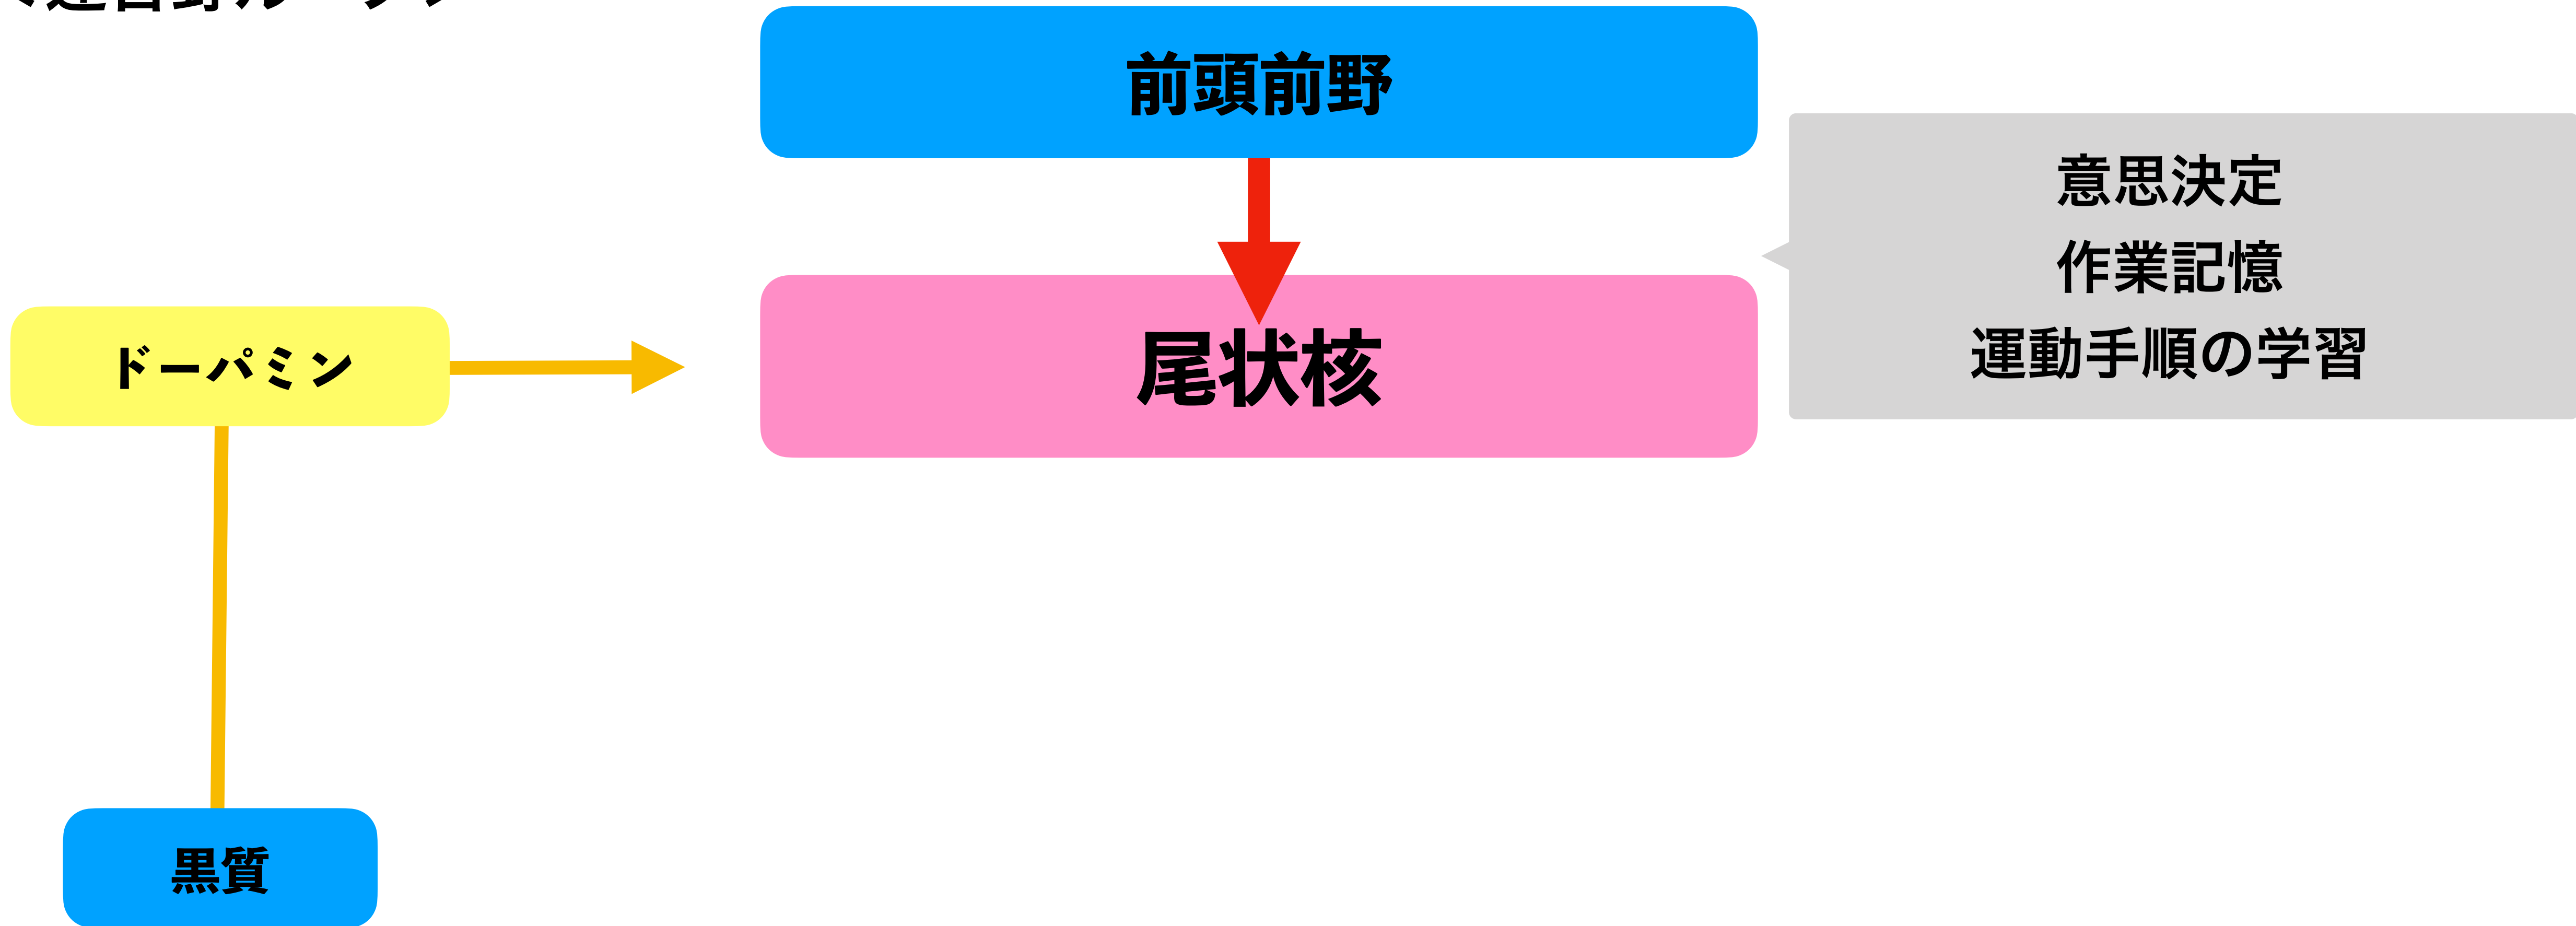 前頭前野
意思決定
作業記憶
運動手順の学習
ドーパミン
尾状核
黒質